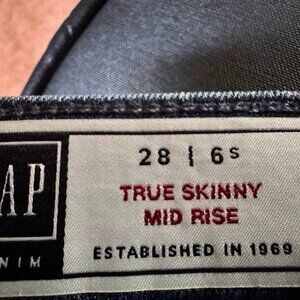 AP
NIM
28 | 6s
TRUE SKINNY
MID RISE
ESTABLISHED IN 1969